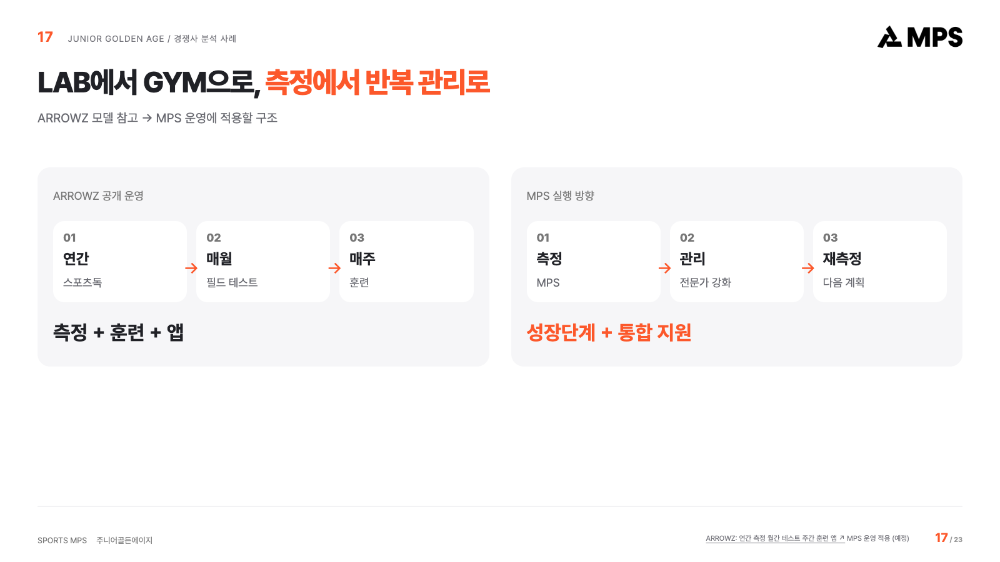 17 JUNIOR GOLDEN AGE / 경쟁사 분석 사례
MPS
LAB에서 GYM으로, 측정에서 반복 관리로
ARROWZ 모델 참고 → MPS 운영에 적용할 구조
ARROWZ 공개 운영
01
연간
스포츠독
→
02
매월
필드 테스트
→
03
매주
훈련
측정 + 훈련 + 앱
MPS 실행 방향
01
측정
MPS
→
02
관리
전문가 강화
→
03
재측정
다음 계획
성장단계 + 통합 지원
SPORTS MPS 주니어골든에이지
ARROWZ: 연간 측정 월간 테스트 주간 훈련 앱 ↗ MPS 운영 적용 (예정)
17 / 23